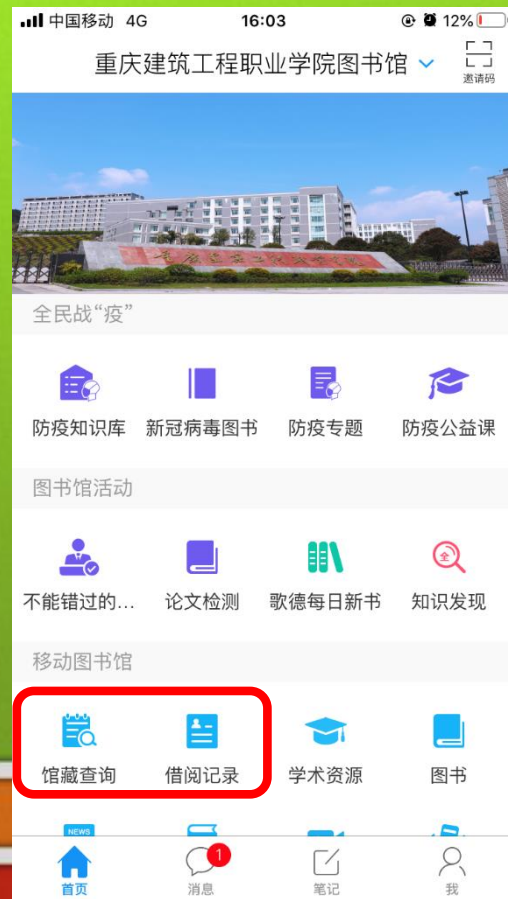 中国移动 4G 16:03 12%
重庆建筑工程职业学院图书馆
邀请码
全民战“疫”
防疫知识库 新冠病毒图书 防疫专题 防疫公益课
图书馆活动
不能错过的... 论文检测 歌德每日新书 知识发现
全
移动图书馆
馆藏查询 借阅记录 学术资源 图书
NEWS
1
首页 消息 笔记 我